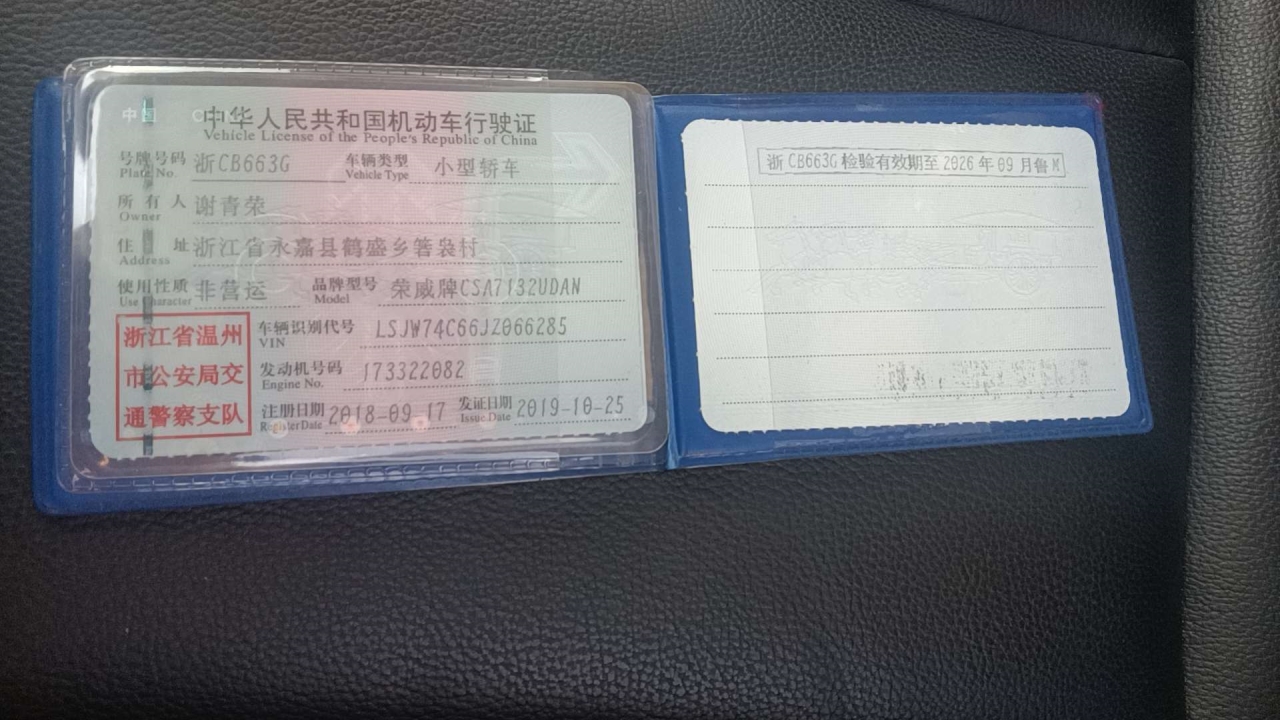 中华人民共和国机动车行驶证
Vehicle License of the People's Republic of China
号牌号码 浙CB663G 车辆类型 小型轿车
Plate No. Vehicle Type
所有人 谢青荣
Owner
住址 浙江省永嘉县鹤盛乡箬袅村
Address
使用性质 非营运 品牌型号 荣威牌CSA7132UDAN
Use Character Model
浙江省温州
市公安局交
通警察支队
车辆识别代号 LSJW74C66JZ066285
VIN
发动机号码 J73322082
Engine No.
注册日期 2018-09-17 发证日期 2019-10-25
Register Date Issue Date
浙CB663G检验有效期至2026年09月鲁M